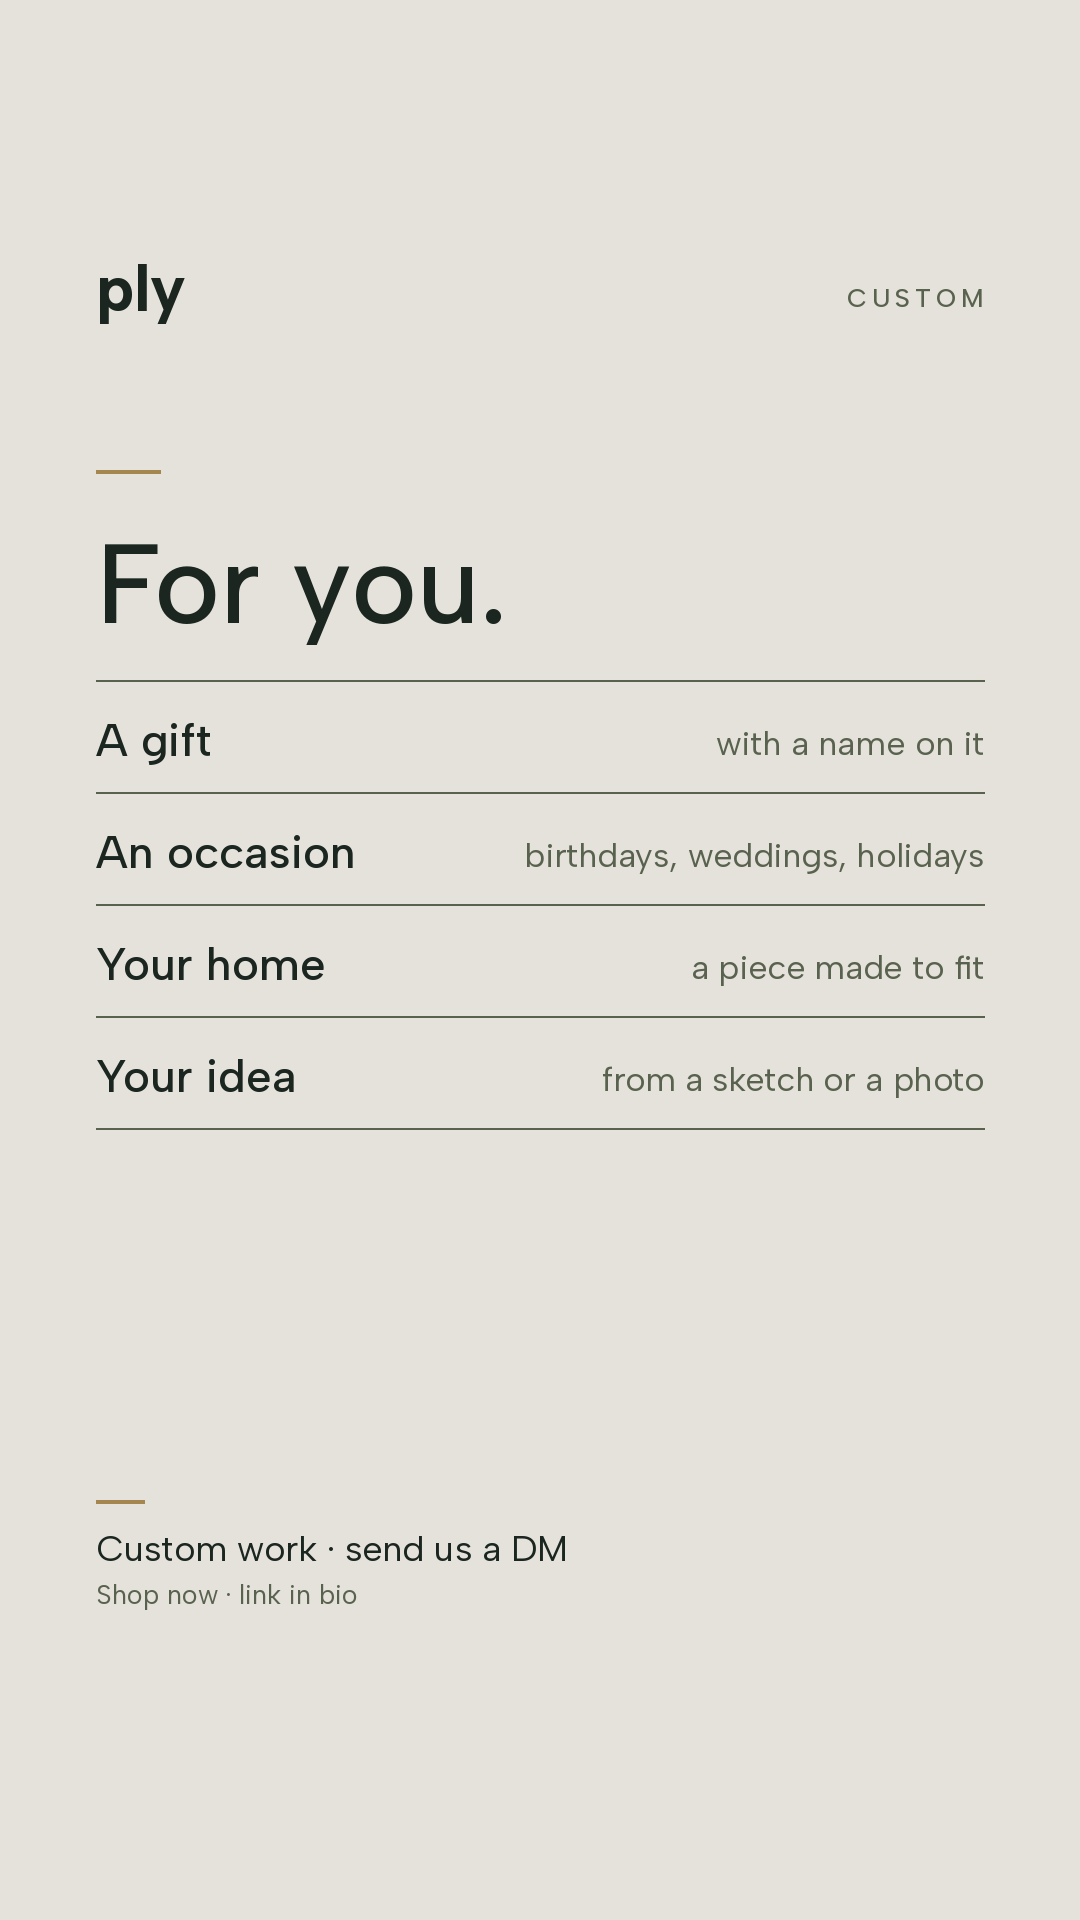 ply
CUSTOM
For you.
A gift with a name on it
An occasion birthdays, weddings, holidays
Your home a piece made to fit
Your idea from a sketch or a photo
Custom work · send us a DM
Shop now · link in bio